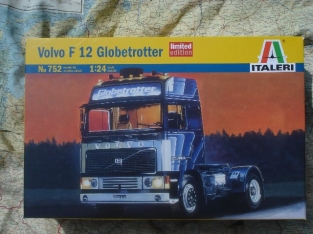 Volvo F 12 Globetrotter
limited
edition
ITALERI
No 752
1:24
Globetrotter
VOLVO